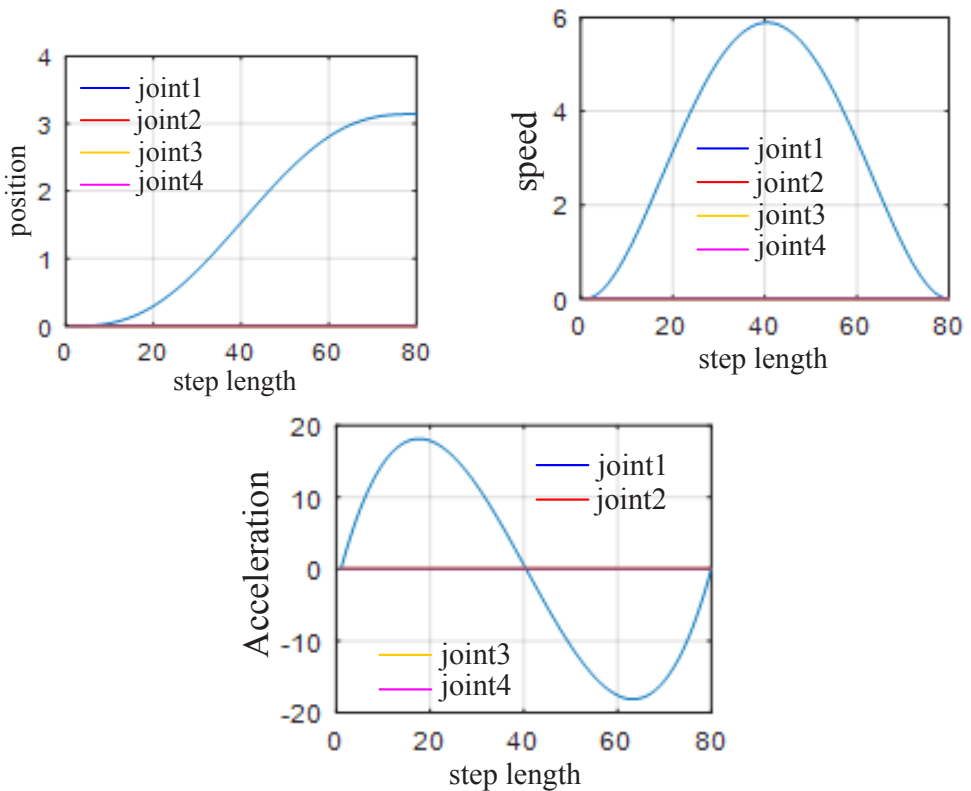 4
3
2
1
0
position
joint1
joint2
joint3
joint4
0 20 40 60 80
step length
6
4
2
0
speed
joint1
joint2
joint3
joint4
0 20 40 60 80
step length
20
10
0
-10
-20
Acceleration
joint1
joint2
joint3
joint4
0 20 40 60 80
step length